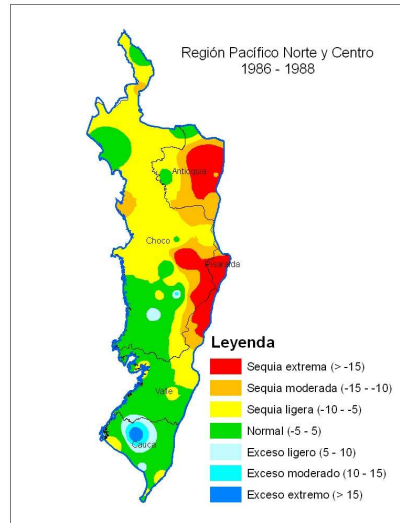 Región Pacífico Norte y Centro
1986 - 1988
Antioquia
Choco
Risaralda
Valle
Cauca
Leyenda
Sequia extrema (> -15)
Sequia moderada (-15 - -10)
Sequia ligera (-10 - -5)
Normal (-5 - 5)
Exceso ligero (5 - 10)
Exceso moderado (10 - 15)
Exceso extremo (> 15)